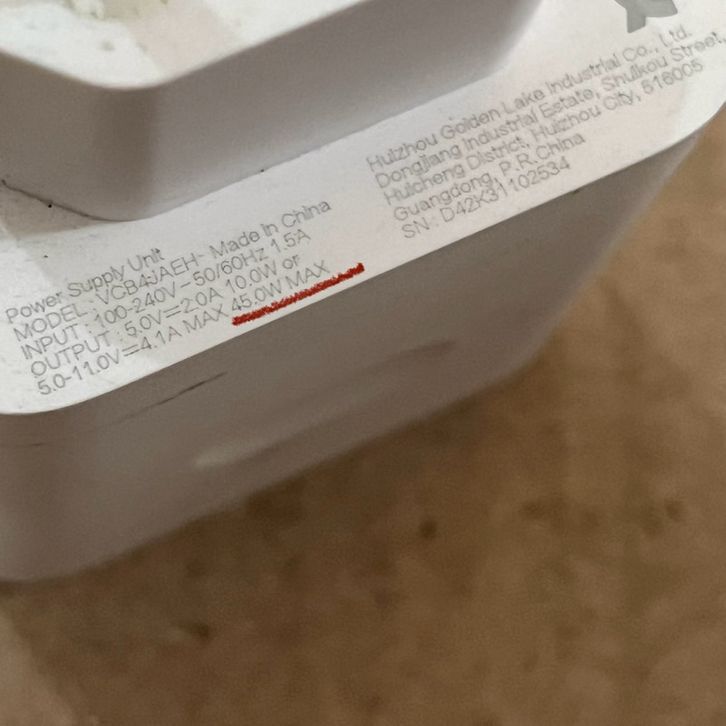 Power Supply Unit
MODEL : VCB4JAEH Made In China
INPUT : 100-240V~50/60Hz 1.5A
OUTPUT : 5.0V⎓2.0A 10.0W or
5.0-11.0V⎓4.1A MAX 45.0W MAX
Huizhou Golden Lake Industrial Co., Ltd.
Dongjiang Industrial Estate, Shuikou Street,
Huicheng District, Huizhou City, 516005
Guangdong, P.R.China
SN : D42K31102534